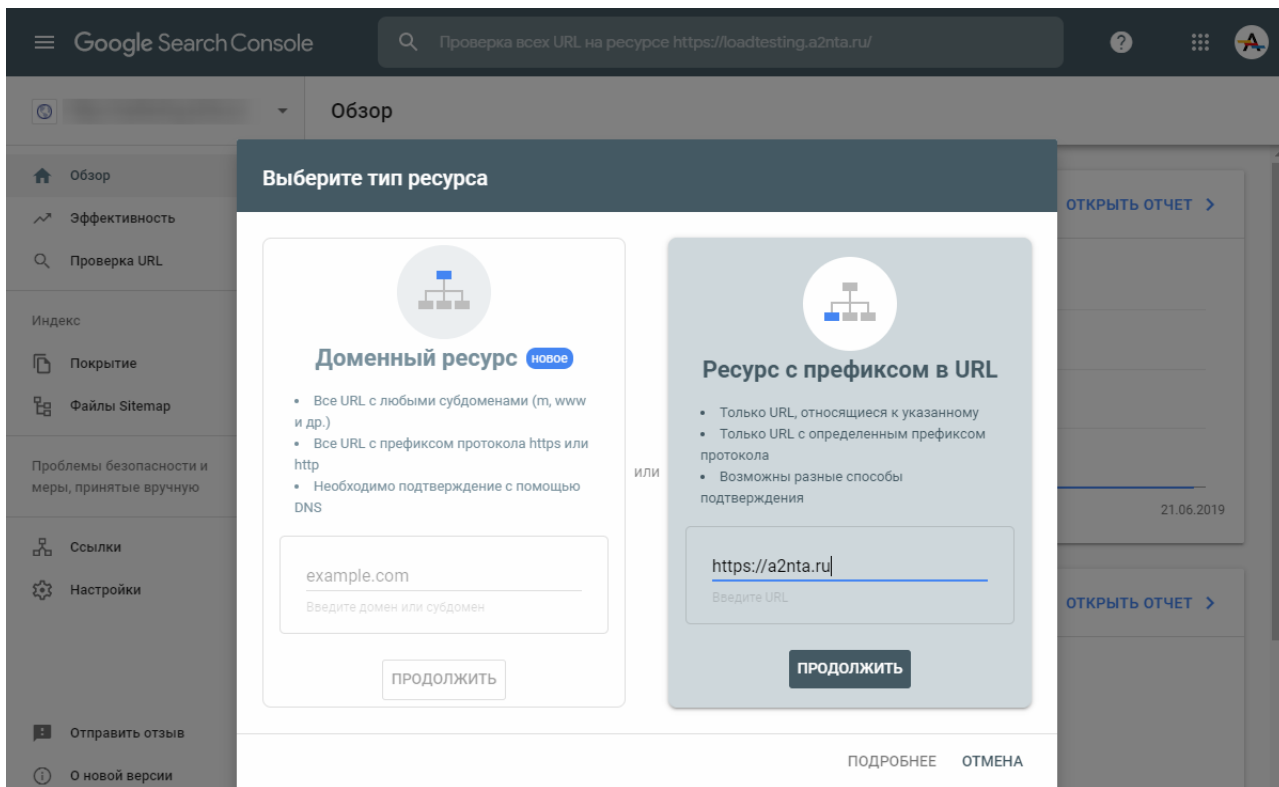 Google Search Console
Проверка всех URL на ресурсе https://loadtesting.a2nta.ru/
Обзор
Обзор
Эффективность
Проверка URL
Индекс
Покрытие
Файлы Sitemap
Проблемы безопасности и
меры, принятые вручную
Ссылки
Настройки
Отправить отзыв
О новой версии
Выберите тип ресурса
Доменный ресурс новое
• Все URL с любыми субдоменами (m, www
и др.)
• Все URL с префиксом протокола https или
http
• Необходимо подтверждение с помощью
DNS
example.com
Введите домен или субдомен
ПРОДОЛЖИТЬ
или
Ресурс с префиксом в URL
• Только URL, относящиеся к указанному
• Только URL с определенным префиксом
протокола
• Возможны разные способы
подтверждения
https://a2nta.ru
Введите URL
ПРОДОЛЖИТЬ
ПОДРОБНЕЕ ОТМЕНА
ОТКРЫТЬ ОТЧЕТ
21.06.2019
ОТКРЫТЬ ОТЧЕТ